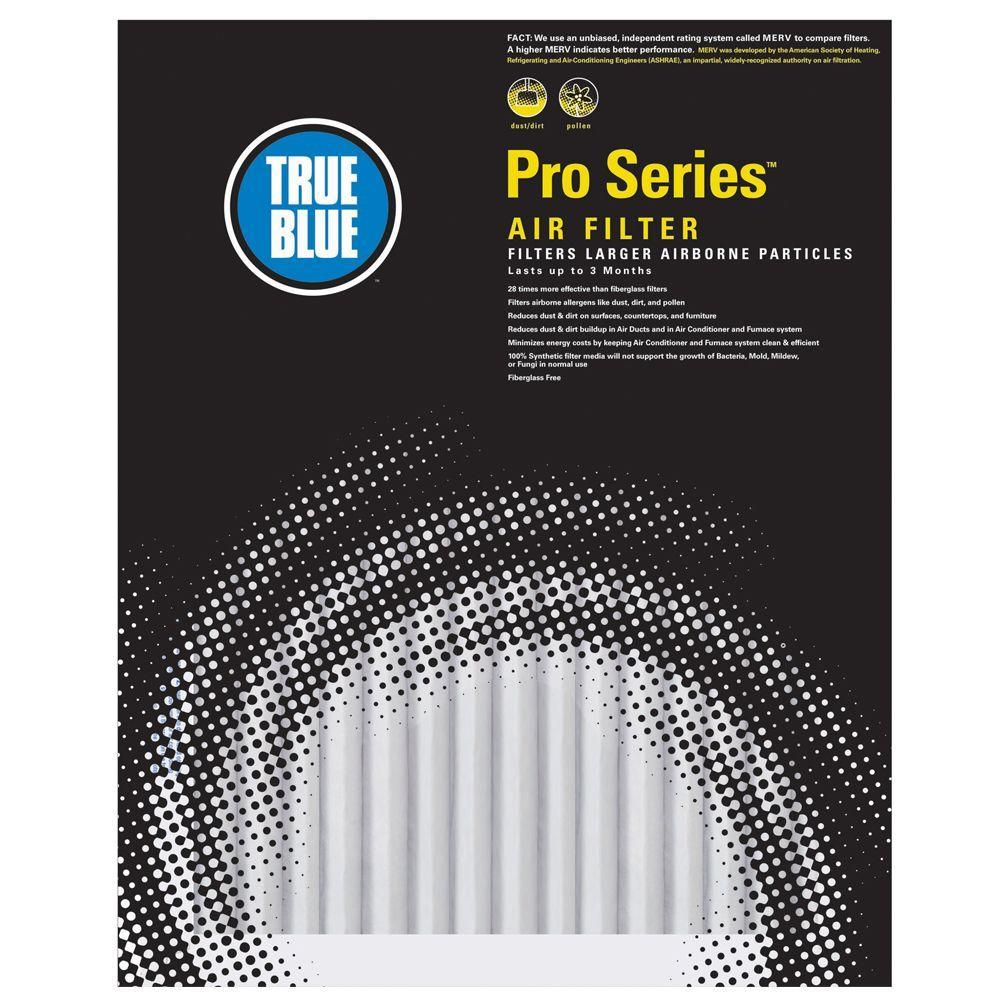 FACT: We use an unbiased, independent rating system called MERV to compare filters.
A higher MERV indicates better performance. MERV was developed by the American Society of Heating,
Refrigerating and Air-Conditioning Engineers (ASHRAE), an impartial, widely-recognized authority on air filtration.
dust/dirt pollen
TRUE
BLUE
™
Pro Series™
AIR FILTER
FILTERS LARGER AIRBORNE PARTICLES
Lasts up to 3 Months
28 times more effective than fiberglass filters
Filters airborne allergens like dust, dirt, and pollen
Reduces dust & dirt on surfaces, countertops, and furniture
Reduces dust & dirt buildup in Air Ducts and in Air Conditioner and Furnace system
Minimizes energy costs by keeping Air Conditioner and Furnace system clean & efficient
100% Synthetic filter media will not support the growth of Bacteria, Mold, Mildew,
or Fungi in normal use
Fiberglass Free